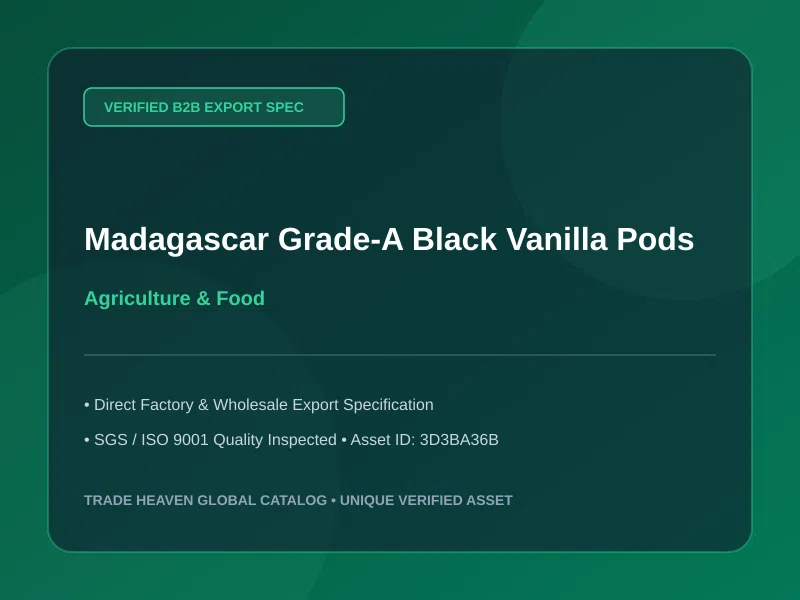 VERIFIED B2B EXPORT SPEC
Madagascar Grade-A Black Vanilla Pods
Agriculture & Food
• Direct Factory & Wholesale Export Specification
• SGS / ISO 9001 Quality Inspected • Asset ID: 3D3BA36B
TRADE HEAVEN GLOBAL CATALOG • UNIQUE VERIFIED ASSET